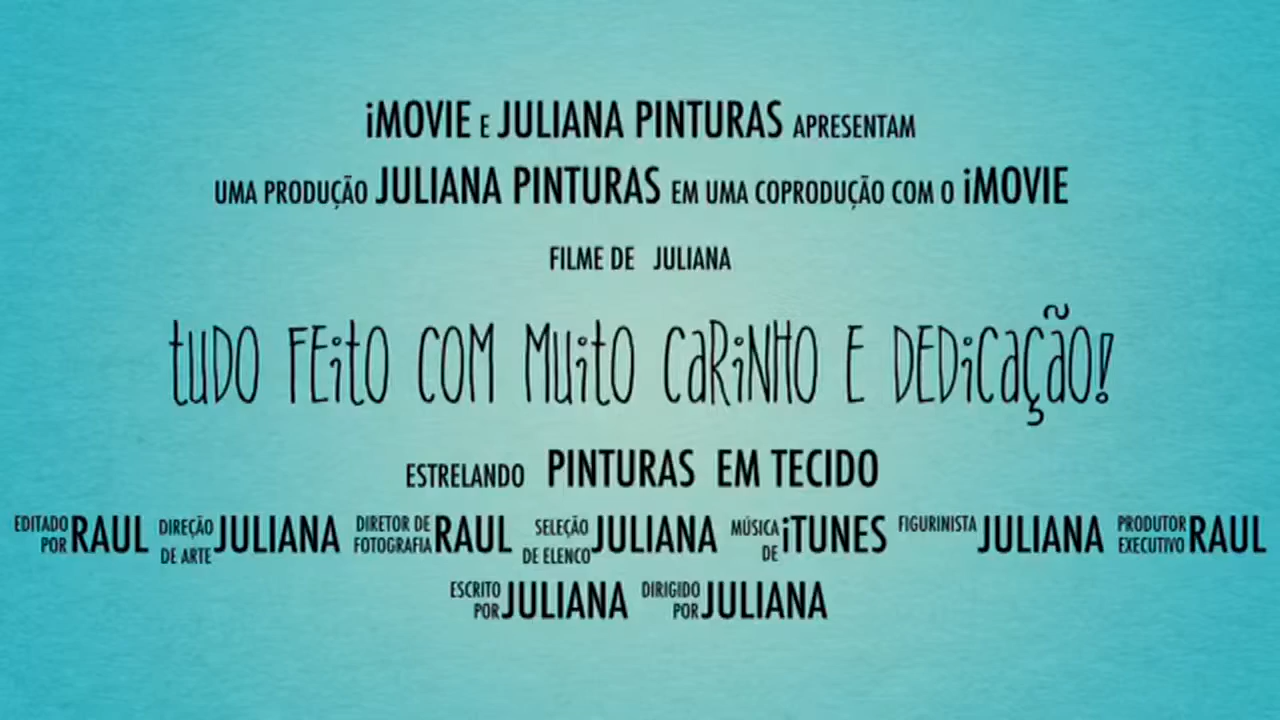 iMOVIE E JULIANA PINTURAS APRESENTAM
UMA PRODUÇÃO JULIANA PINTURAS EM UMA COPRODUÇÃO COM O iMOVIE
FILME DE JULIANA
tUDO FEito COM MUito CaRiNHO E DEDiCaÇÃO!
ESTRELANDO PINTURAS EM TECIDO
EDITADO POR RAUL DIREÇÃO DE ARTE JULIANA DIRETOR DE FOTOGRAFIA RAUL SELEÇÃO DE ELENCO JULIANA MÚSICA DE iTUNES FIGURINISTA JULIANA PRODUTOR EXECUTIVO RAUL
ESCRITO POR JULIANA DIRIGIDO POR JULIANA